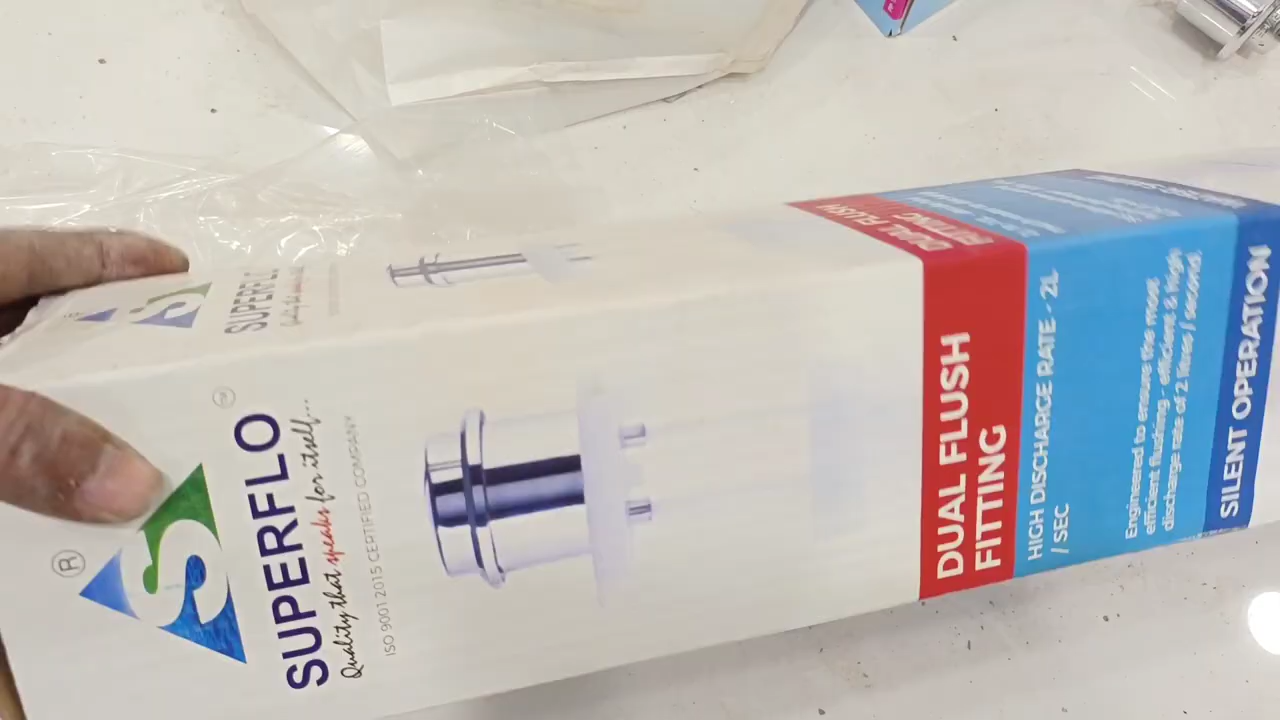 ®
SUPERFLO
TM
Quality that speaks for itself...
ISO 9001 2015 CERTIFIED COMPANY
DUAL FLUSH
FITTING
HIGH DISCHARGE RATE - 2L
/ SEC
Engineered to ensure the most
efficient flushing - efficient & high
discharge rate of 2 litres / second.
SILENT OPERATION
SUPERFLO
DUAL FLUSH
FITTING